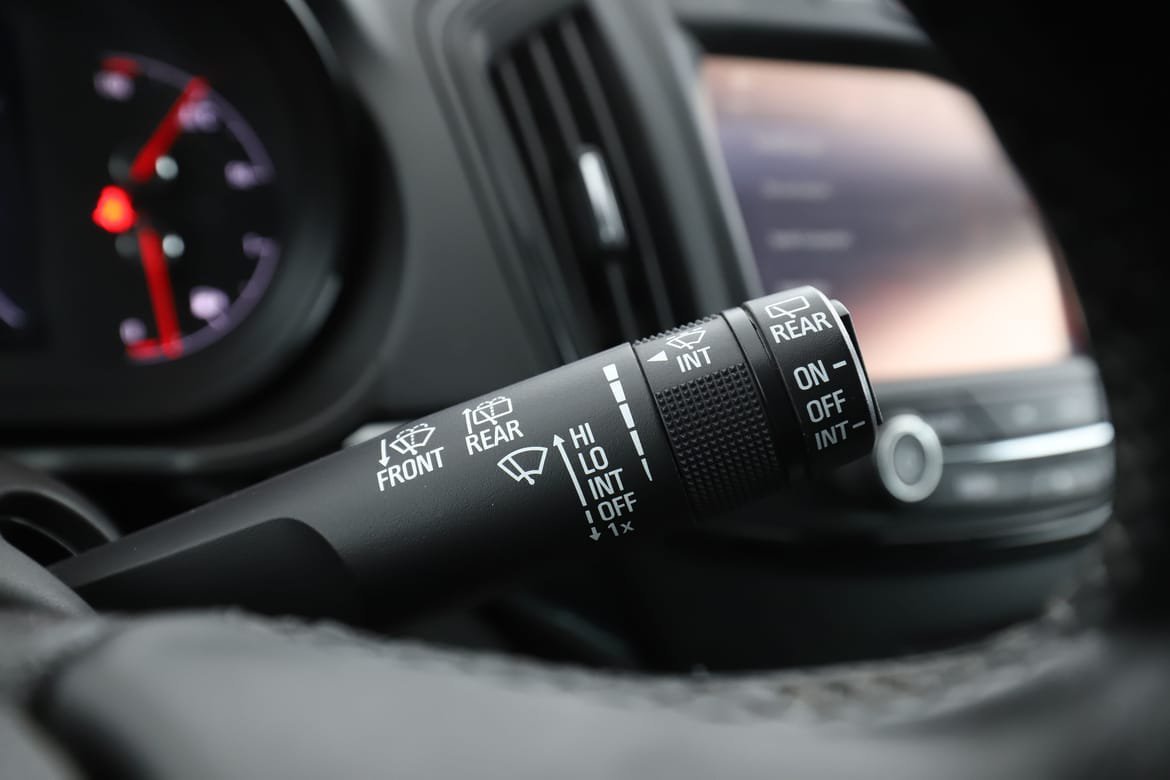 FRONT
REAR
HI
LO
INT
OFF
1x
INT
REAR
ON
OFF
INT